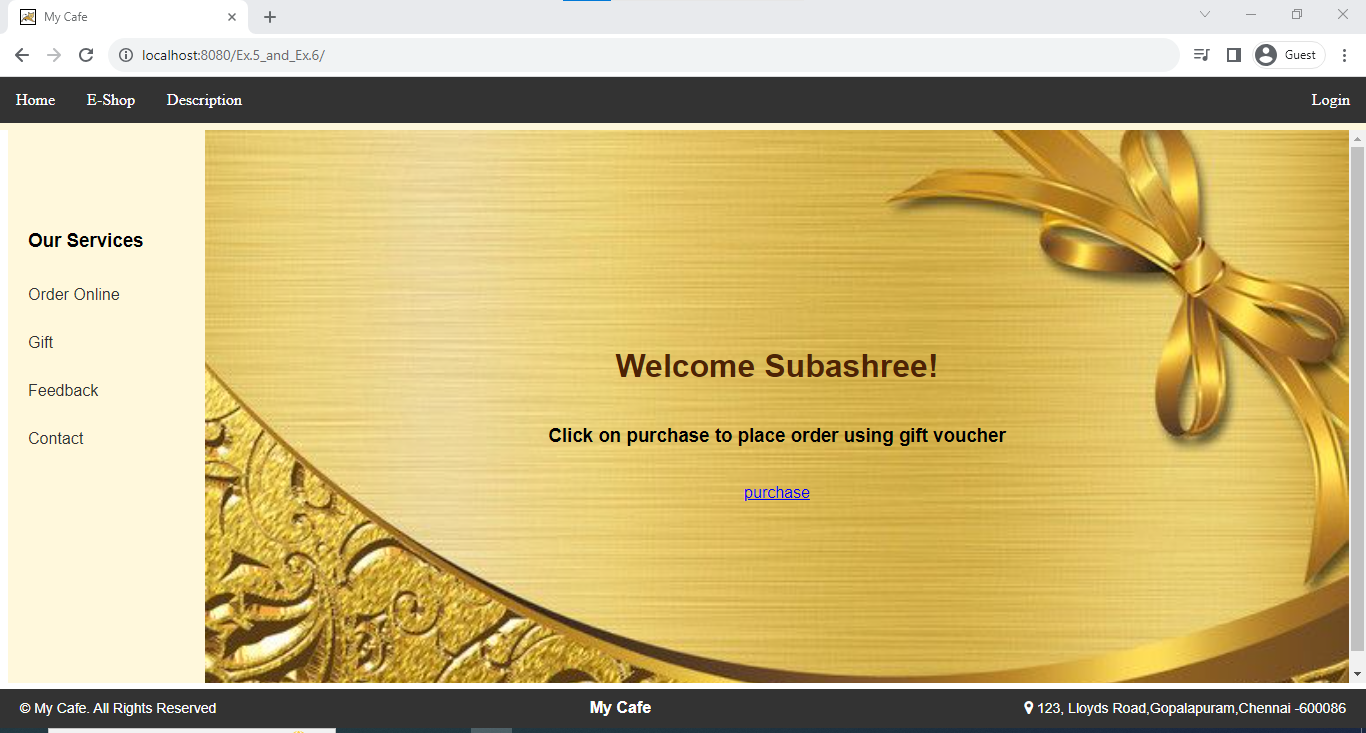 My Cafe
localhost:8080/Ex.5_and_Ex.6/
Guest
Home E-Shop Description Login
Our Services
Order Online
Gift
Feedback
Contact
Welcome Subashree!
Click on purchase to place order using gift voucher
purchase
© My Cafe. All Rights Reserved My Cafe 123, Lloyds Road,Gopalapuram,Chennai -600086